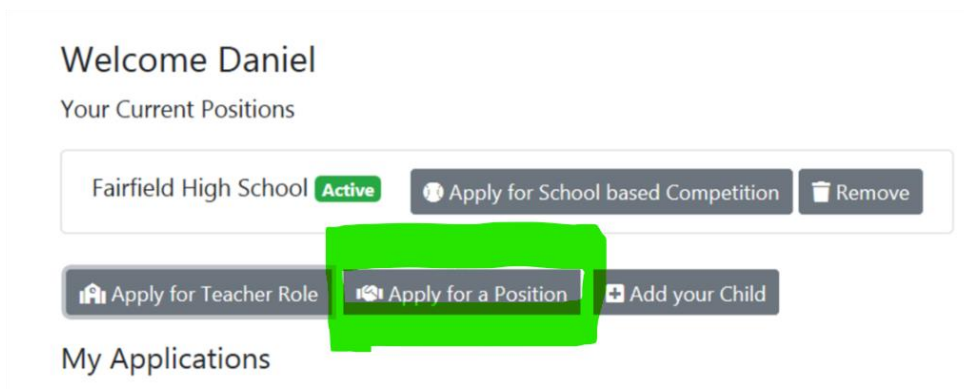 Welcome Daniel
Your Current Positions
Fairfield High School Active Apply for School based Competition Remove
Apply for Teacher Role Apply for a Position Add your Child
My Applications